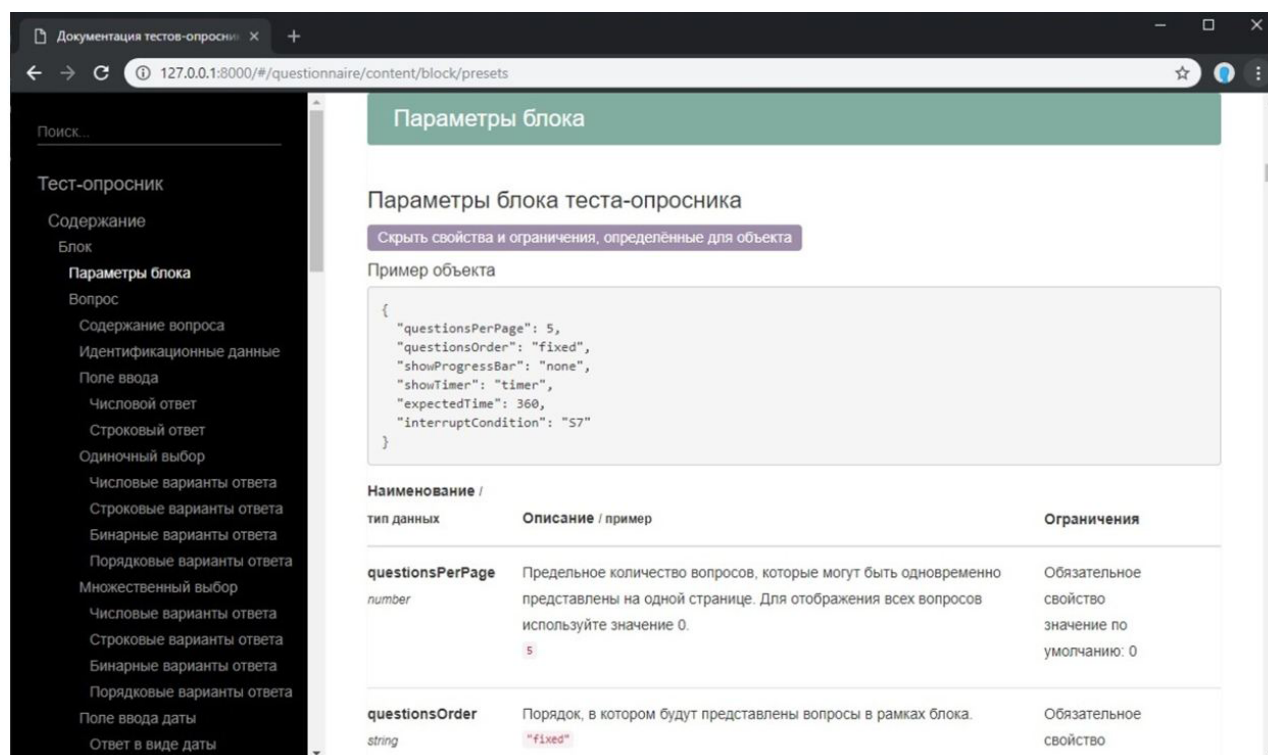 Документация тестов-опросни
127.0.0.1:8000/#/questionnaire/content/block/presets
Поиск...
Тест-опросник
Содержание
Блок
Параметры блока
Вопрос
Содержание вопроса
Идентификационные данные
Поле ввода
Числовой ответ
Строковый ответ
Одиночный выбор
Числовые варианты ответа
Строковые варианты ответа
Бинарные варианты ответа
Порядковые варианты ответа
Множественный выбор
Числовые варианты ответа
Строковые варианты ответа
Бинарные варианты ответа
Порядковые варианты ответа
Поле ввода даты
Ответ в виде даты
Параметры блока
Параметры блока теста-опросника
Скрыть свойства и ограничения, определённые для объекта
Пример объекта
{
"questionsPerPage": 5,
"questionsOrder": "fixed",
"showProgressBar": "none",
"showTimer": "timer",
"expectedTime": 360,
"interruptCondition": "S7"
}
Наименование /
тип данных Описание / пример Ограничения
questionsPerPage Предельное количество вопросов, которые могут быть одновременно Обязательное
number представлены на одной странице. Для отображения всех вопросов свойство
используйте значение 0. значение по
5 умолчанию: 0
questionsOrder Порядок, в котором будут представлены вопросы в рамках блока. Обязательное
string "fixed" свойство